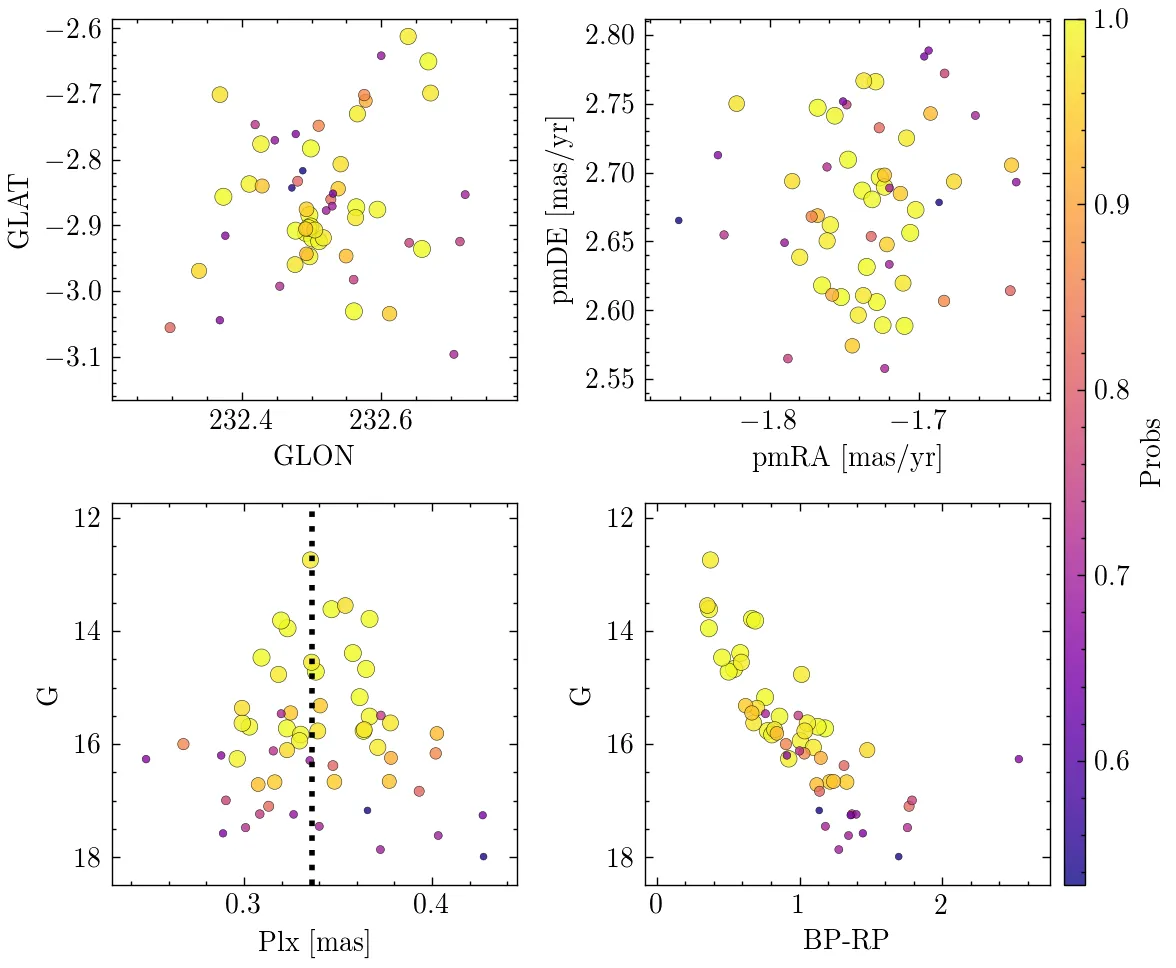 −2.6
−2.7
−2.8
−2.9
−3.0
−3.1
GLAT
232.4 232.6
GLON
2.80
2.75
2.70
2.65
2.60
2.55
pmDE [mas/yr]
−1.8 −1.7
pmRA [mas/yr]
12
14
16
18
G
0.3 0.4
Plx [mas]
12
14
16
18
G
0 1 2
BP-RP
1.0
0.9
0.8
0.7
0.6
Probs